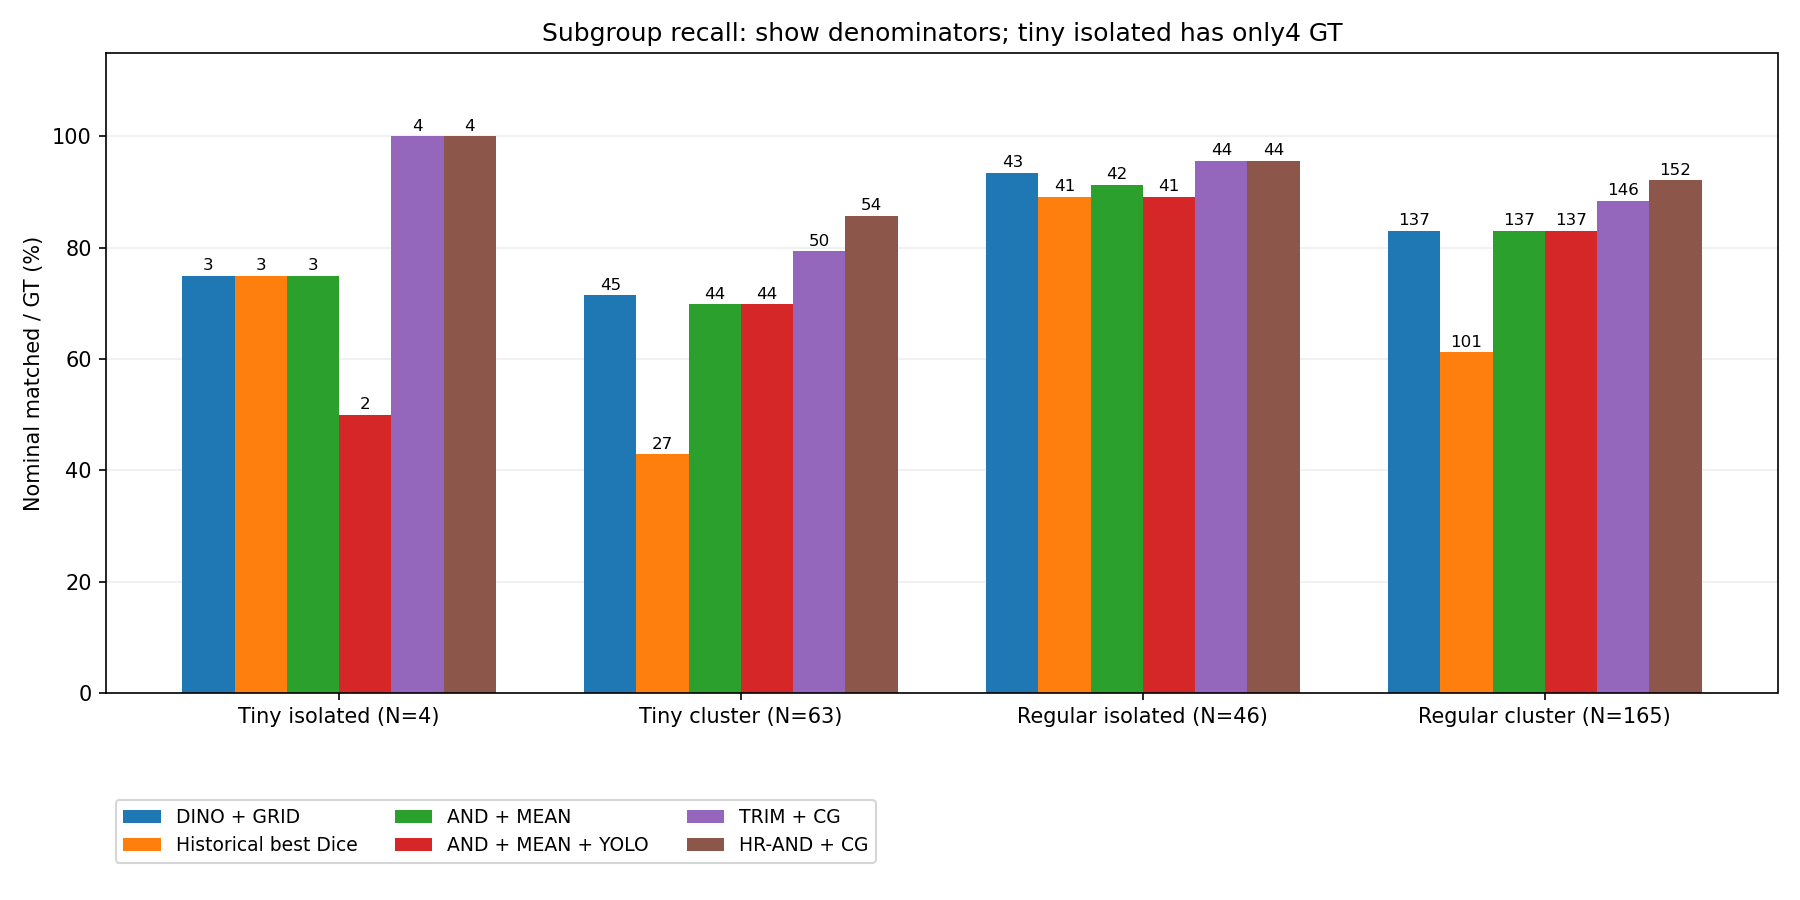 Subgroup recall: show denominators; tiny isolated has only4 GT
Nominal matched / GT (%)
100
80
60
40
20
0
3 3 3 2 4 4
45 27 44 44 50 54
43 41 42 41 44 44
137 101 137 137 146 152
Tiny isolated (N=4)
Tiny cluster (N=63)
Regular isolated (N=46)
Regular cluster (N=165)
DINO + GRID
Historical best Dice
AND + MEAN
AND + MEAN + YOLO
TRIM + CG
HR-AND + CG